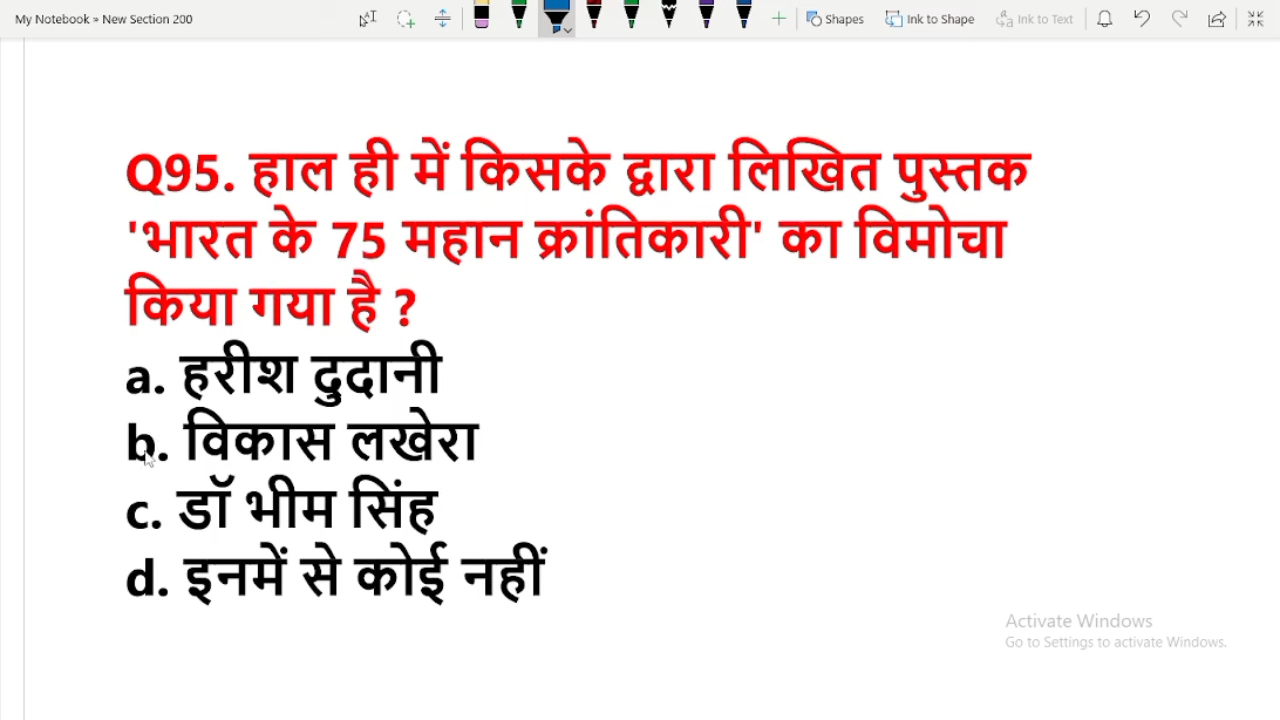 My Notebook » New Section 200
Shapes
Ink to Shape
Ink to Text
Q95. हाल ही में किसके द्वारा लिखित पुस्तक
'भारत के 75 महान क्रांतिकारी' का विमोचा
किया गया है ?
a. हरीश दुदानी
b. विकास लखेरा
c. डॉ भीम सिंह
d. इनमें से कोई नहीं
Activate Windows
Go to Settings to activate Windows.